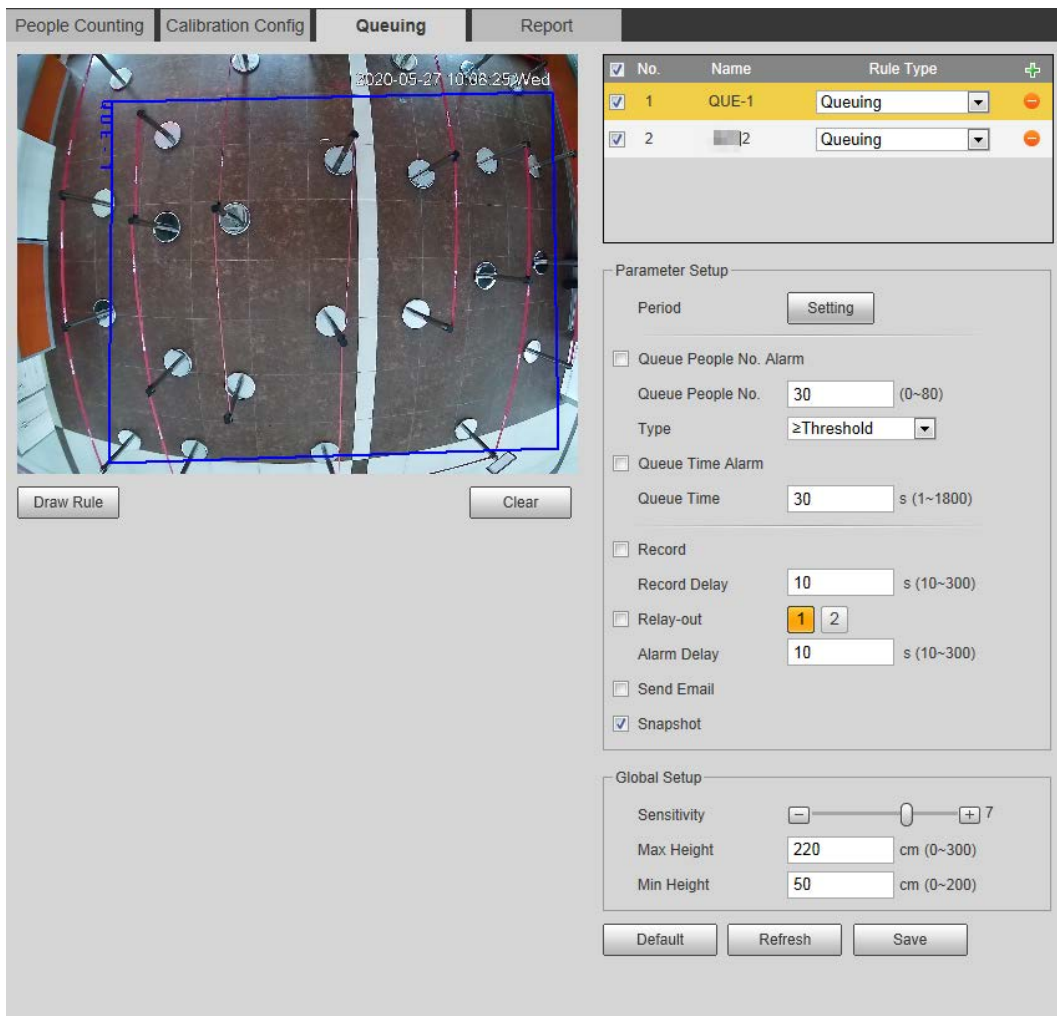 People Counting Calibration Config Queuing Report
2020-05-27 10:08:25 Wed
QUE-1
No. Name Rule Type
1 QUE-1 Queuing
2 2 Queuing
Parameter Setup
Period Setting
Queue People No. Alarm
Queue People No. 30 (0~80)
Type ≥Threshold
Queue Time Alarm
Queue Time 30 s (1~1800)
Record
Record Delay 10 s (10~300)
Relay-out 1 2
Alarm Delay 10 s (10~300)
Send Email
Snapshot
Draw Rule Clear
Global Setup
Sensitivity 7
Max Height 220 cm (0~300)
Min Height 50 cm (0~200)
Default Refresh Save